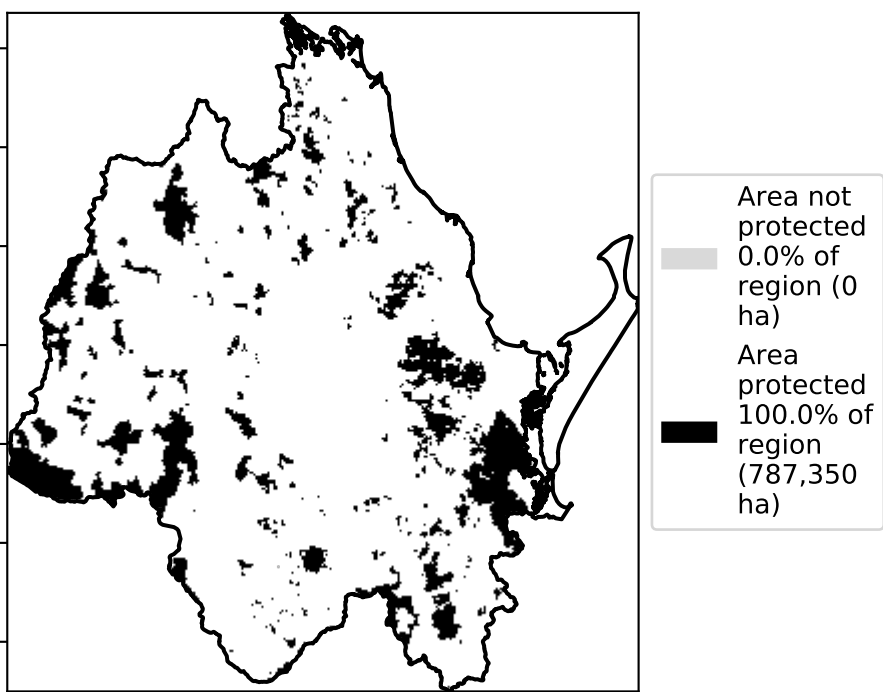 Area not
protected
0.0% of
region (0
ha)
Area
protected
100.0% of
region
(787,350
ha)